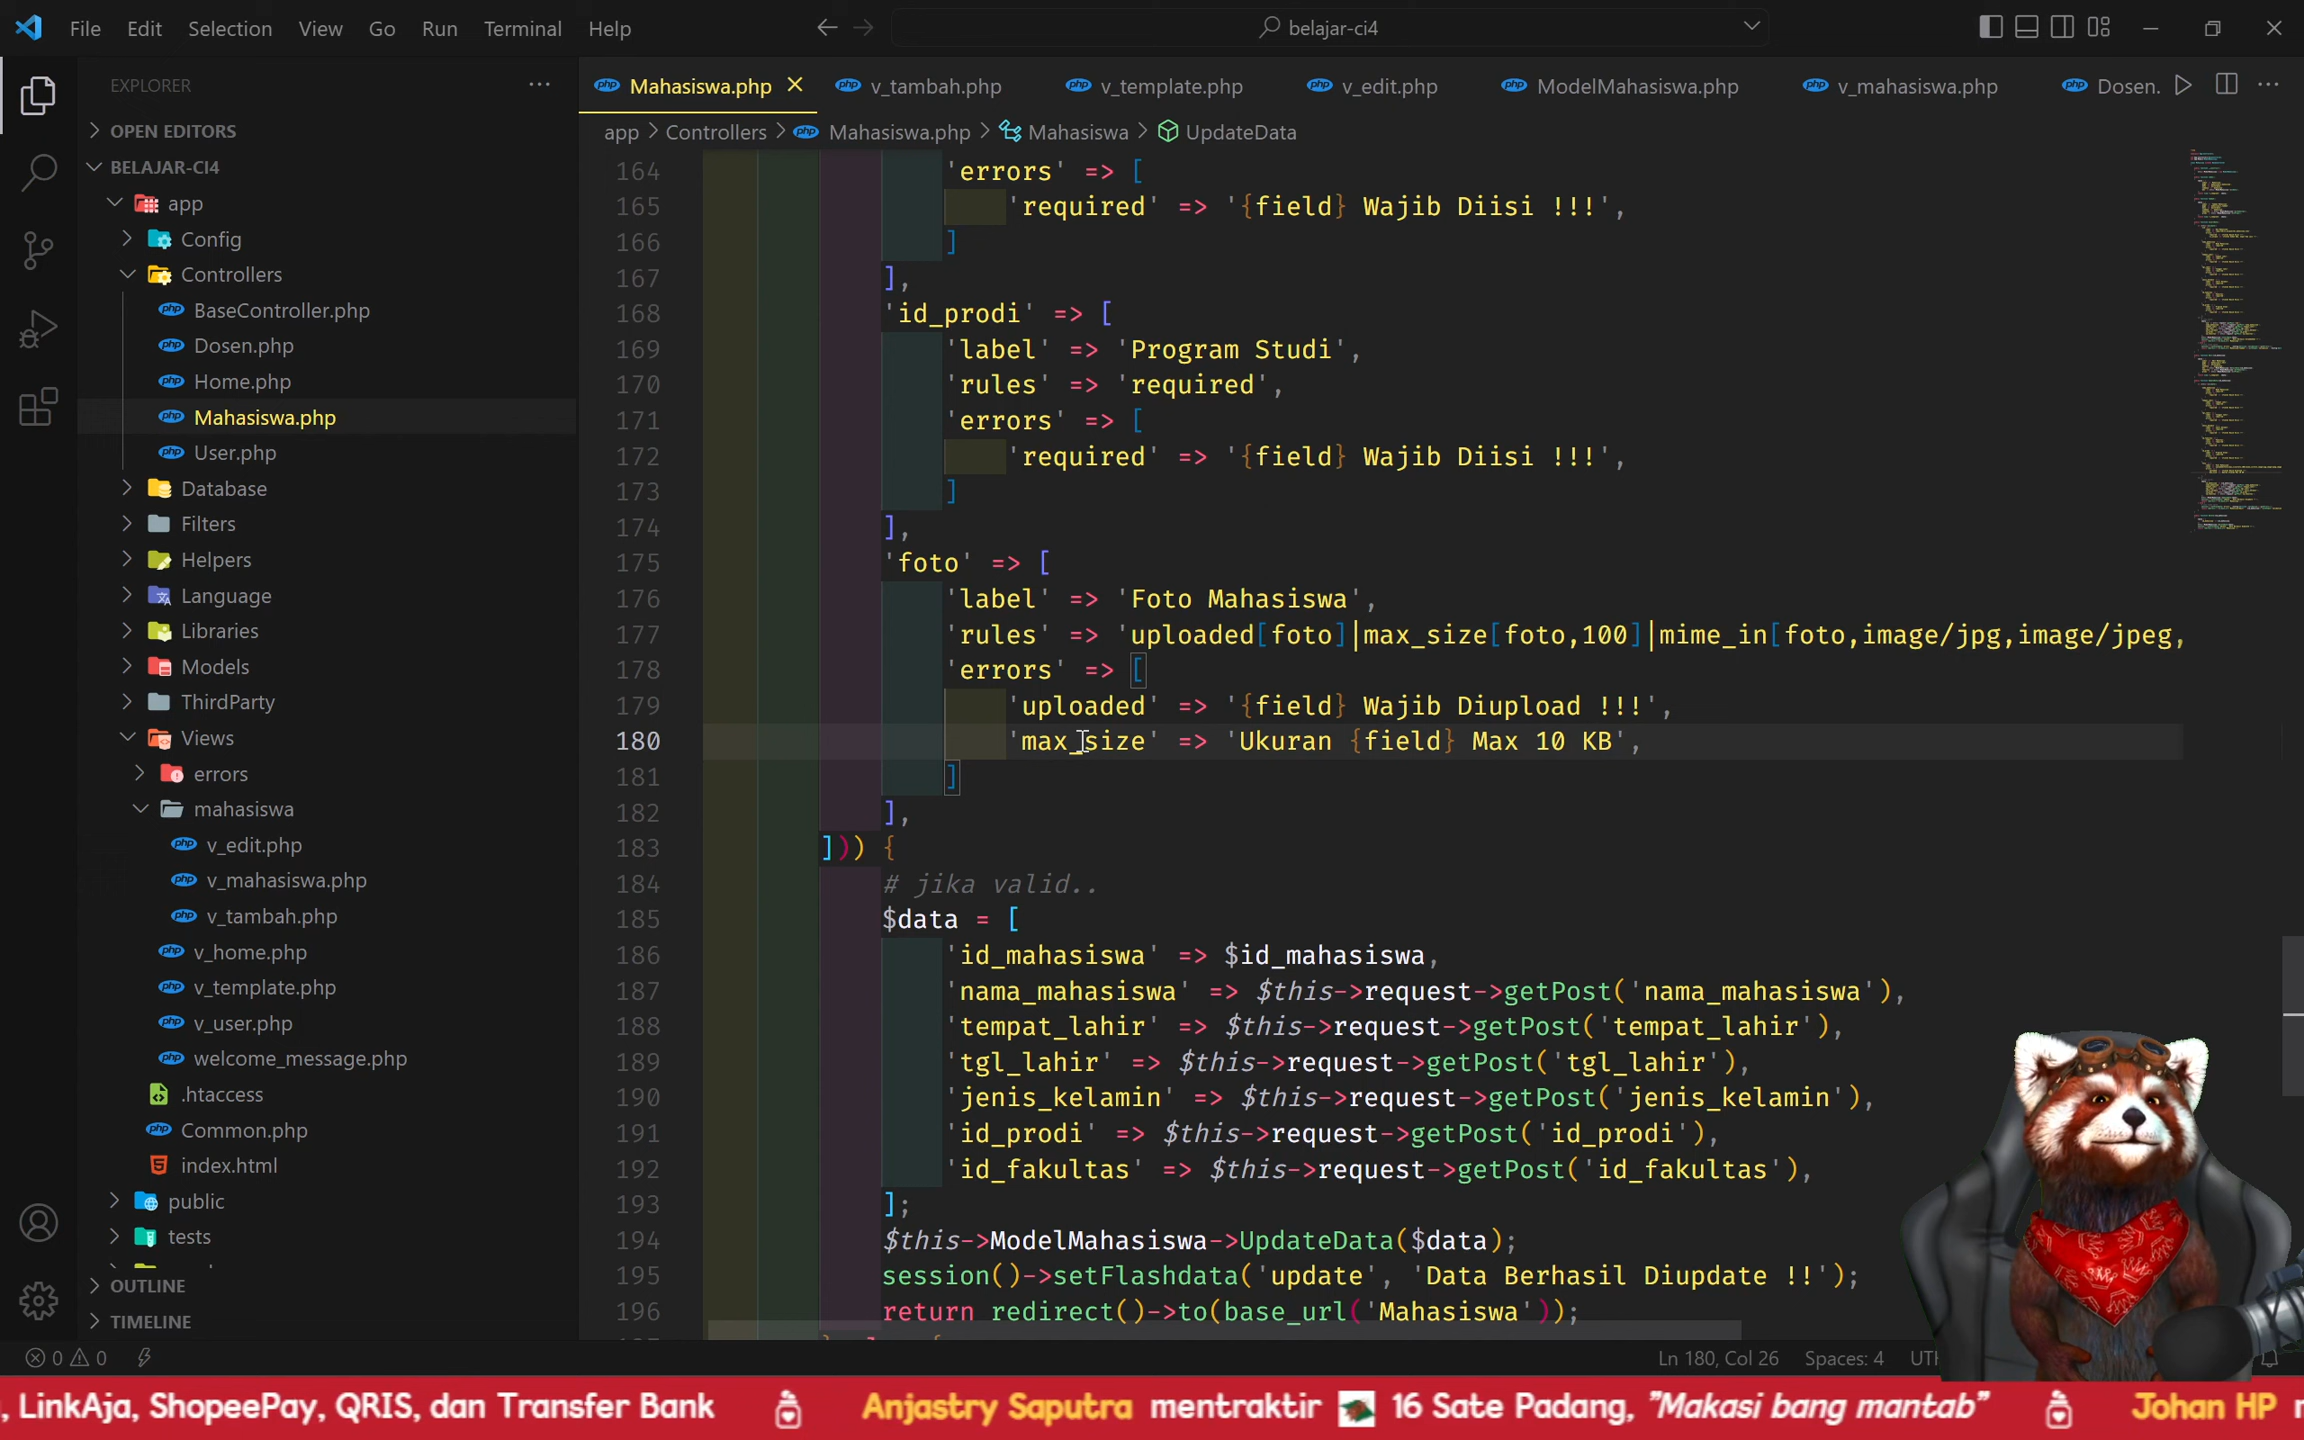 File Edit Selection View Go Run Terminal Help
belajar-ci4
EXPLORER
OPEN EDITORS
BELAJAR-CI4
app
Config
Controllers
BaseController.php
Dosen.php
Home.php
Mahasiswa.php
User.php
Database
Filters
Helpers
Language
Libraries
Models
ThirdParty
Views
errors
mahasiswa
v_edit.php
v_mahasiswa.php
v_tambah.php
v_home.php
v_template.php
v_user.php
welcome_message.php
.htaccess
Common.php
index.html
public
tests
OUTLINE
TIMELINE
Mahasiswa.php v_tambah.php v_template.php v_edit.php ModelMahasiswa.php v_mahasiswa.php Dosen.
app > Controllers > Mahasiswa.php > Mahasiswa > UpdateData
164 'errors' => [
165 'required' => '{field} Wajib Diisi !!!',
166 ]
167 ],
168 'id_prodi' => [
169 'label' => 'Program Studi',
170 'rules' => 'required',
171 'errors' => [
172 'required' => '{field} Wajib Diisi !!!',
173 ]
174 ],
175 'foto' => [
176 'label' => 'Foto Mahasiswa',
177 'rules' => 'uploaded[foto]|max_size[foto,100]|mime_in[foto,image/jpg,image/jpeg,
178 'errors' => [
179 'uploaded' => '{field} Wajib Diupload !!!',
180 'max_size' => 'Ukuran {field} Max 10 KB',
181 ]
182 ],
183 ])) {
184 # jika valid..
185 $data = [
186 'id_mahasiswa' => $id_mahasiswa,
187 'nama_mahasiswa' => $this->request->getPost('nama_mahasiswa'),
188 'tempat_lahir' => $this->request->getPost('tempat_lahir'),
189 'tgl_lahir' => $this->request->getPost('tgl_lahir'),
190 'jenis_kelamin' => $this->request->getPost('jenis_kelamin'),
191 'id_prodi' => $this->request->getPost('id_prodi'),
192 'id_fakultas' => $this->request->getPost('id_fakultas'),
193 ];
194 $this->ModelMahasiswa->UpdateData($data);
195 session()->setFlashdata('update', 'Data Berhasil Diupdate !!');
196 return redirect()->to(base_url('Mahasiswa'));
0 0
Ln 180, Col 26 Spaces: 4
, LinkAja, ShopeePay, QRIS, dan Transfer Bank Anjastry Saputra mentraktir 16 Sate Padang, "Makasi bang mantab" Johan HP